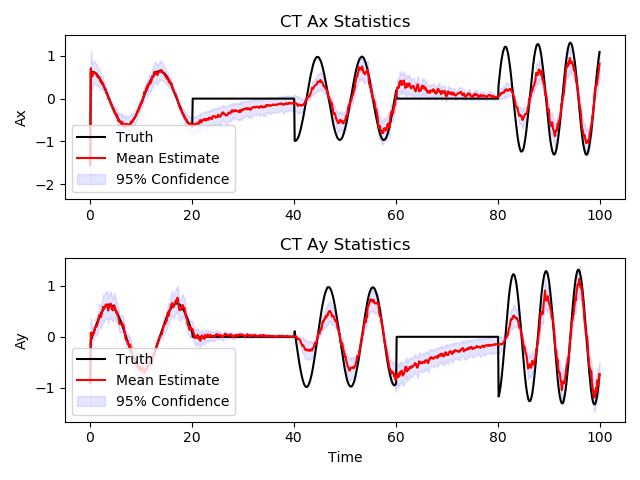 CT Ax Statistics
Ax
1
0
−1
−2
Truth
Mean Estimate
95% Confidence
0 20 40 60 80 100
CT Ay Statistics
Ay
1
0
−1
Truth
Mean Estimate
95% Confidence
0 20 40 60 80 100
Time